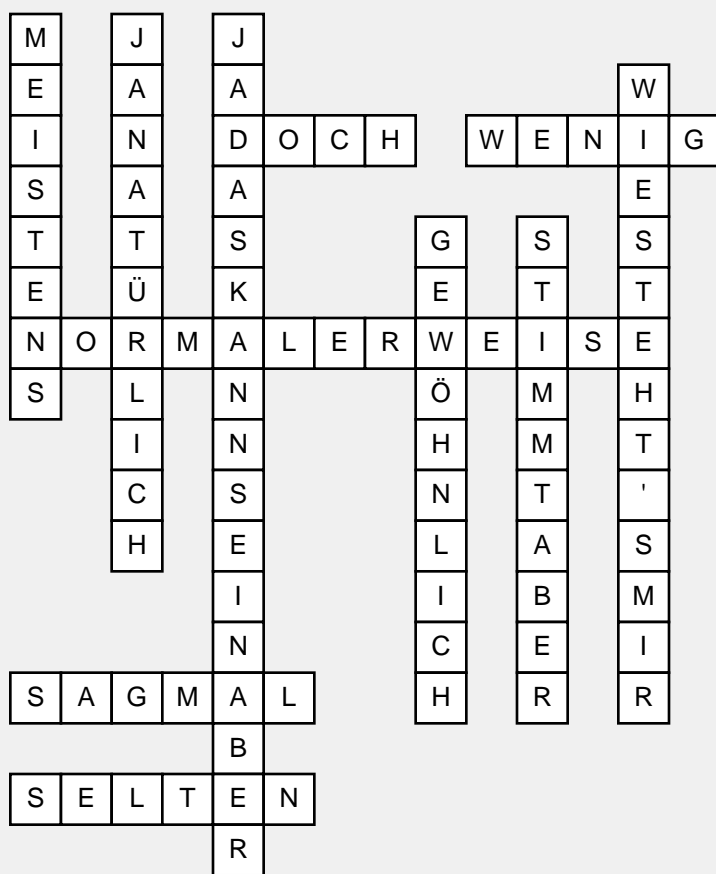 MEISTENS
JANATÜRLICH
JADASKANNSEINABER
WIESTEHT'SMIR
DOCH
WENIG
GEWÖHNLICH
STIMMTABER
NORMALERWEISE
SAGMAL
SELTEN